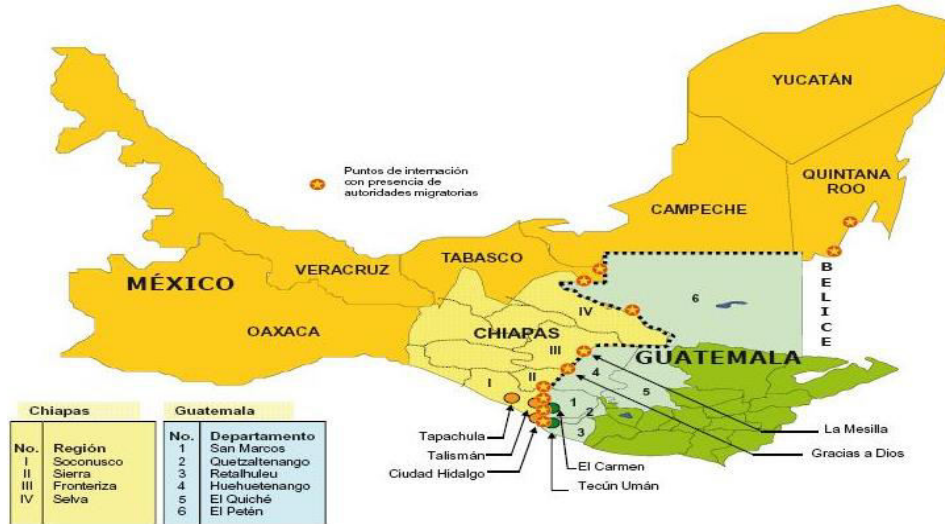 YUCATÁN
Puntos de internación
con presencia de
autoridades migratorias
QUINTANA
ROO
CAMPECHE
TABASCO
VERACRUZ
MÉXICO
OAXACA
CHIAPAS
BELICE
GUATEMALA
I
II
III
IV
1
2
3
4
5
6
Tapachula
Talismán
Ciudad Hidalgo
El Carmen
Tecún Umán
La Mesilla
Gracias a Dios
Chiapas
No. Región
I Soconusco
II Sierra
III Fronteriza
IV Selva
Guatemala
No. Departamento
1 San Marcos
2 Quetzaltenango
3 Retalhuleu
4 Huehuetenango
5 El Quiché
6 El Petén